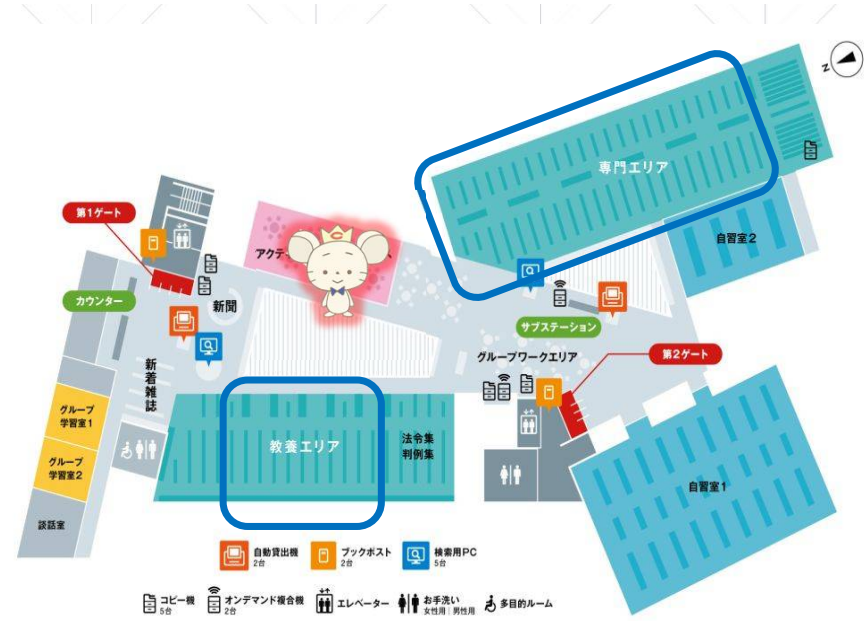 N
専門エリア
第1ゲート
自習室2
アクテ
カウンター
新聞
サブステーション
グループワークエリア
第2ゲート
新着雑誌
グループ
学習室1
教養エリア
法令集
判例集
グループ
学習室2
自習室1
談話室
自動貸出機
2台
ブックポスト
2台
検索用PC
5台
コピー機
5台
オンデマンド複合機
2台
エレベーター
お手洗い
女性用｜男性用
多目的ルーム